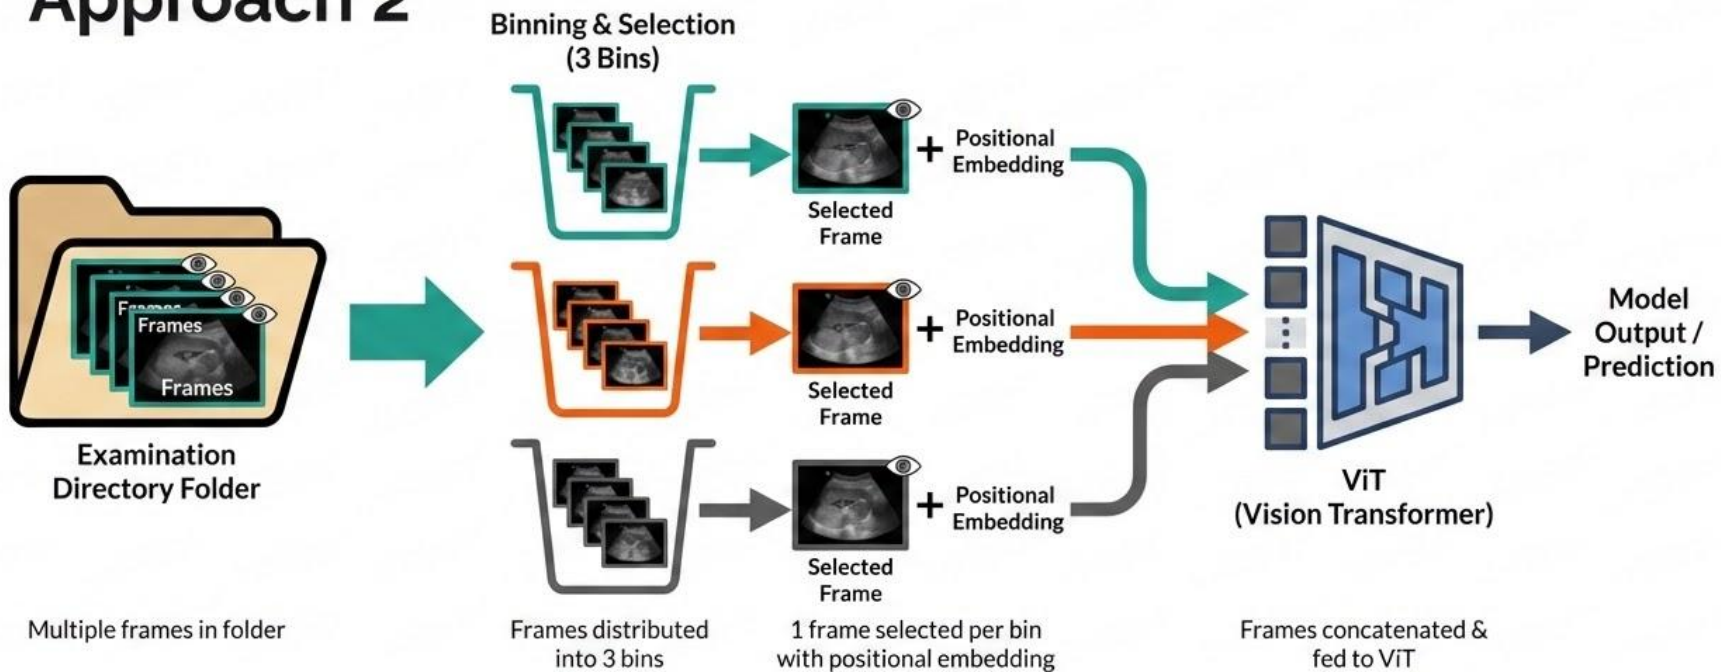 Approach 2
Binning & Selection
(3 Bins)
Positional
Embedding
Selected
Frame
Frames
Frames
Frames
Positional
Embedding
Selected
Frame
Model
Output /
Prediction
Examination
Directory Folder
ViT
(Vision Transformer)
Positional
Embedding
Selected
Frame
Multiple frames in folder
Frames distributed
into 3 bins
1 frame selected per bin
with positional embedding
Frames concatenated &
fed to ViT